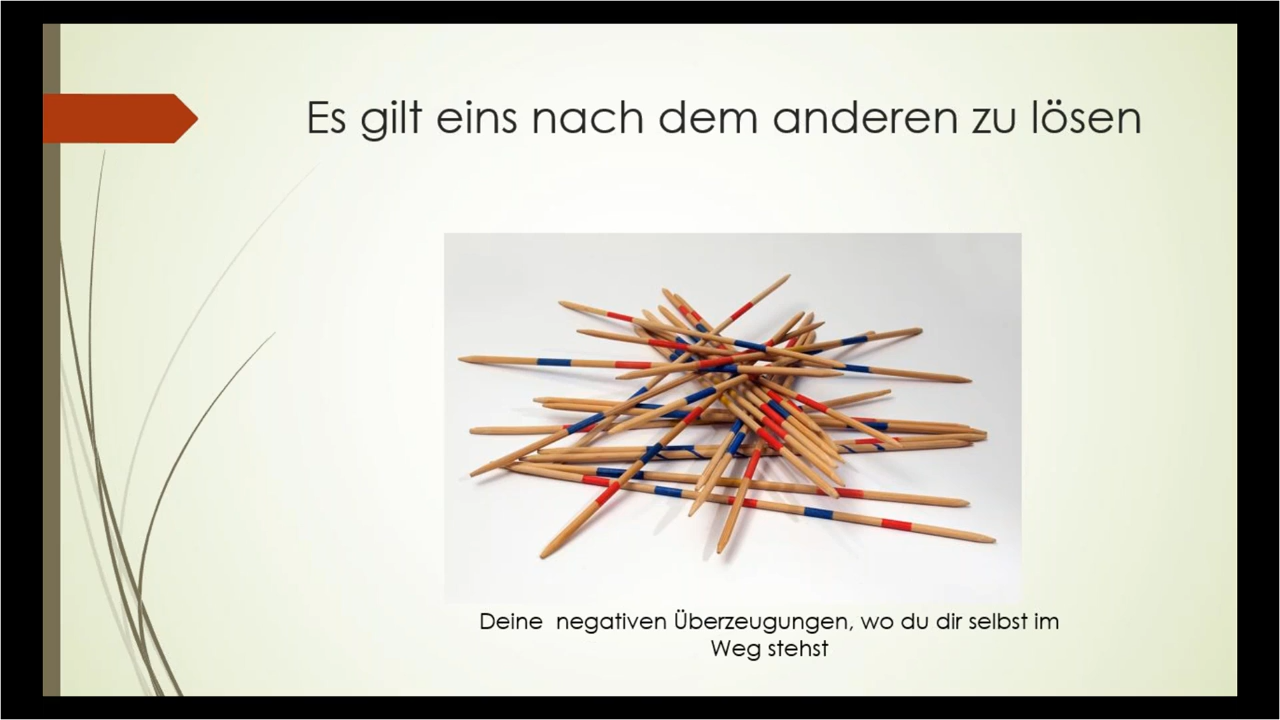 Es gilt eins nach dem anderen zu lösen
Deine  negativen Überzeugungen, wo du dir selbst im
Weg stehst